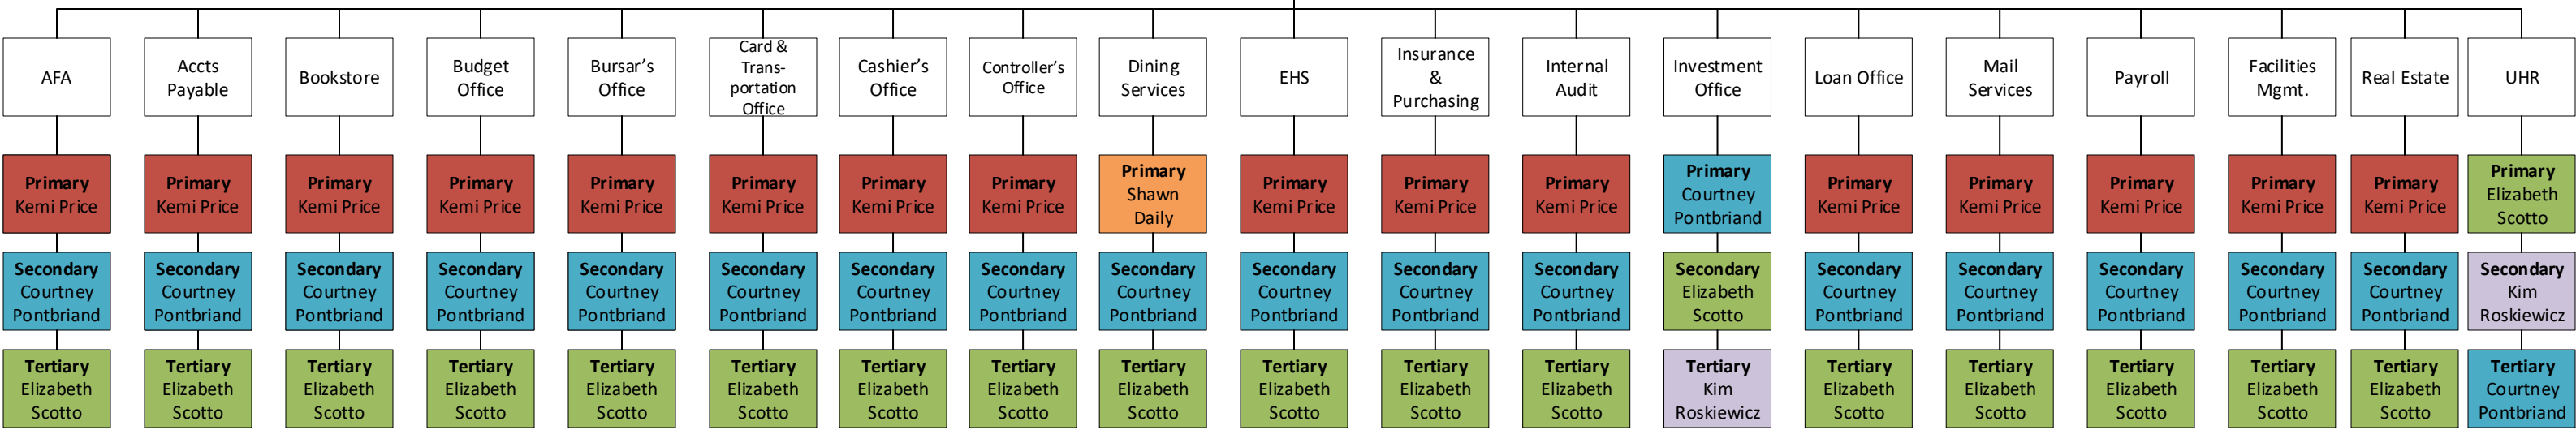 AFA
Accts
Payable
Bookstore
Budget
Office
Bursar's
Office
Card &
Trans-
portation
Office
Cashier's
Office
Controller's
Office
Dining
Services
EHS
Insurance
&
Purchasing
Internal
Audit
Investment
Office
Loan Office
Mail
Services
Payroll
Facilities
Mgmt.
Real Estate
UHR
Primary
Kemi Price
Primary
Kemi Price
Primary
Kemi Price
Primary
Kemi Price
Primary
Kemi Price
Primary
Kemi Price
Primary
Kemi Price
Primary
Kemi Price
Primary
Shawn
Daily
Primary
Kemi Price
Primary
Kemi Price
Primary
Kemi Price
Primary
Courtney
Pontbriand
Primary
Kemi Price
Primary
Kemi Price
Primary
Kemi Price
Primary
Kemi Price
Primary
Kemi Price
Primary
Elizabeth
Scotto
Secondary
Courtney
Pontbriand
Secondary
Courtney
Pontbriand
Secondary
Courtney
Pontbriand
Secondary
Courtney
Pontbriand
Secondary
Courtney
Pontbriand
Secondary
Courtney
Pontbriand
Secondary
Courtney
Pontbriand
Secondary
Courtney
Pontbriand
Secondary
Courtney
Pontbriand
Secondary
Courtney
Pontbriand
Secondary
Courtney
Pontbriand
Secondary
Courtney
Pontbriand
Secondary
Elizabeth
Scotto
Secondary
Courtney
Pontbriand
Secondary
Courtney
Pontbriand
Secondary
Courtney
Pontbriand
Secondary
Courtney
Pontbriand
Secondary
Courtney
Pontbriand
Secondary
Kim
Roskiewicz
Tertiary
Elizabeth
Scotto
Tertiary
Elizabeth
Scotto
Tertiary
Elizabeth
Scotto
Tertiary
Elizabeth
Scotto
Tertiary
Elizabeth
Scotto
Tertiary
Elizabeth
Scotto
Tertiary
Elizabeth
Scotto
Tertiary
Elizabeth
Scotto
Tertiary
Elizabeth
Scotto
Tertiary
Elizabeth
Scotto
Tertiary
Elizabeth
Scotto
Tertiary
Elizabeth
Scotto
Tertiary
Kim
Roskiewicz
Tertiary
Elizabeth
Scotto
Tertiary
Elizabeth
Scotto
Tertiary
Elizabeth
Scotto
Tertiary
Elizabeth
Scotto
Tertiary
Elizabeth
Scotto
Tertiary
Courtney
Pontbriand